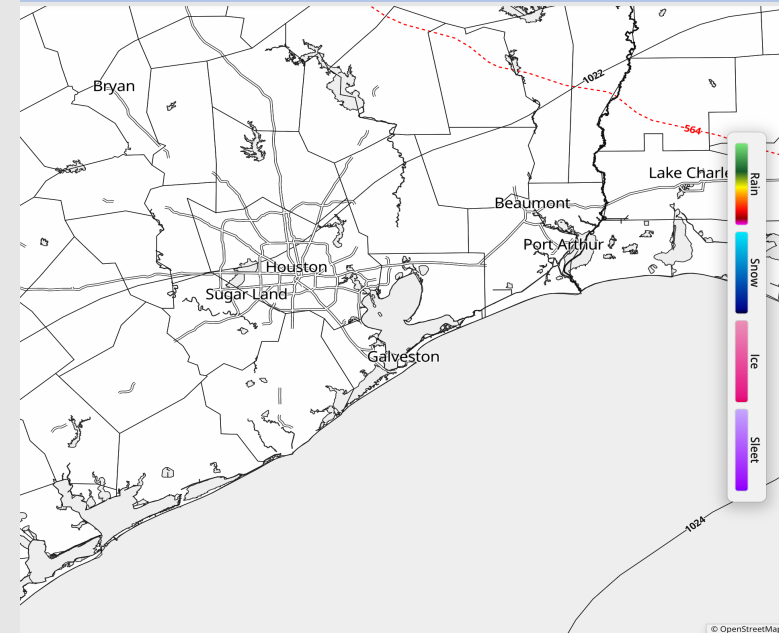 1022
Bryan
564
Lake Charle
Rain
Beaumont
Port Arthur
Snow
Houston
Sugar Land
Ice
Galveston
Sleet
1024
© OpenStreetMap